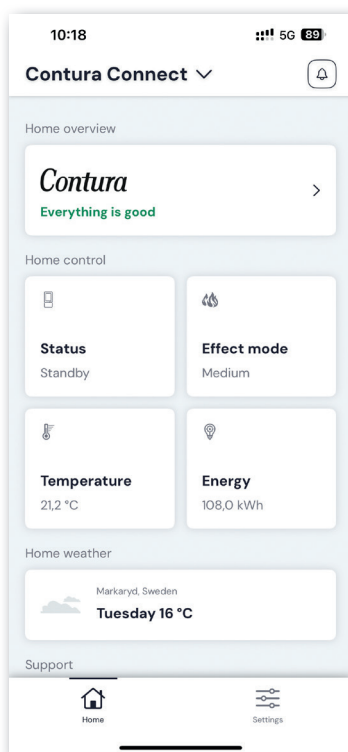 10:18
5G 89
Contura Connect
Home overview
Contura
Everything is good
Home control
Status
Standby
Effect mode
Medium
Temperature
21,2 °C
Energy
108,0 kWh
Home weather
Markaryd, Sweden
Tuesday 16 °C
Support
Home
Settings